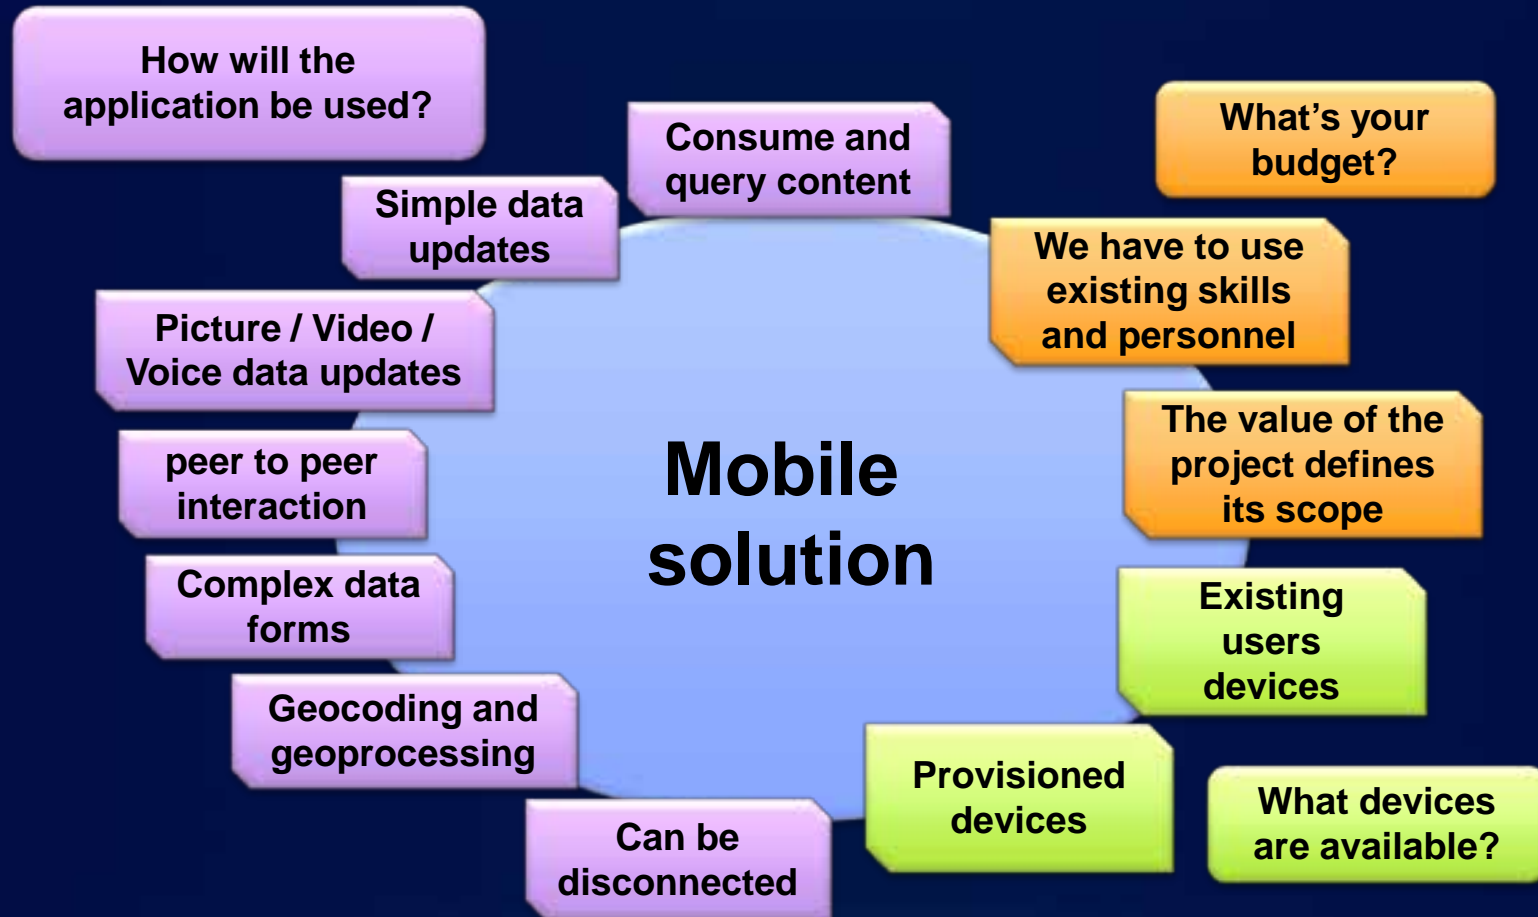 How will the
application be used?
Consume and
query content
What’s your
budget?
Simple data
updates
We have to use
existing skills
and personnel
Picture / Video /
Voice data updates
The value of the
project defines
its scope
peer to peer
interaction
Mobile
solution
Complex data
forms
Existing
users
devices
Geocoding and
geoprocessing
Provisioned
devices
What devices
are available?
Can be
disconnected